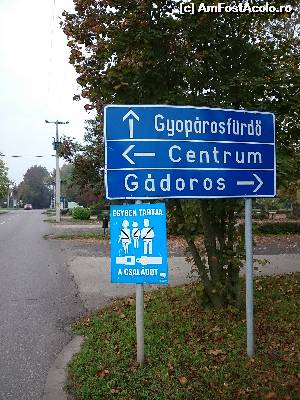 (c) AmFostAcolo.ro
Gyopárosfürdő
Centrum
Gádoros
EGYBEN TARTJA
A CSALÁDOT